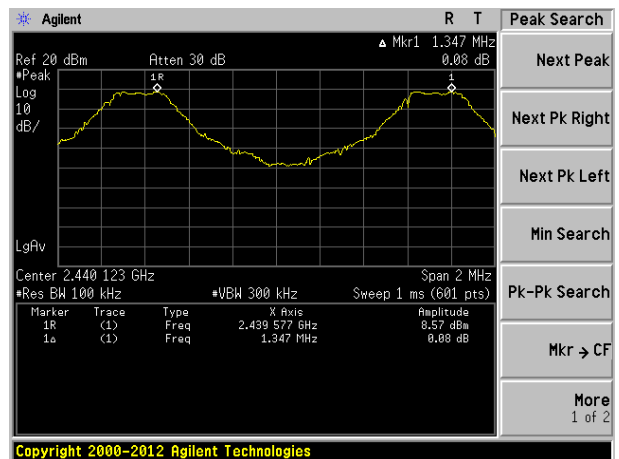 Agilent R T Peak Search
Δ Mkr1 1.347 MHz
Ref 20 dBm Atten 30 dB 0.08 dB
#Peak
Log
10
dB/
1R
1
LgAv
Center 2.440 123 GHz Span 2 MHz
#Res BW 100 kHz #VBW 300 kHz Sweep 1 ms (601 pts)
Marker Trace Type X Axis Amplitude
1R (1) Freq 2.439 577 GHz 8.57 dBm
1Δ (1) Freq 1.347 MHz 0.08 dB
Next Peak
Next Pk Right
Next Pk Left
Min Search
Pk-Pk Search
Mkr → CF
More
1 of 2
Copyright 2000-2012 Agilent Technologies